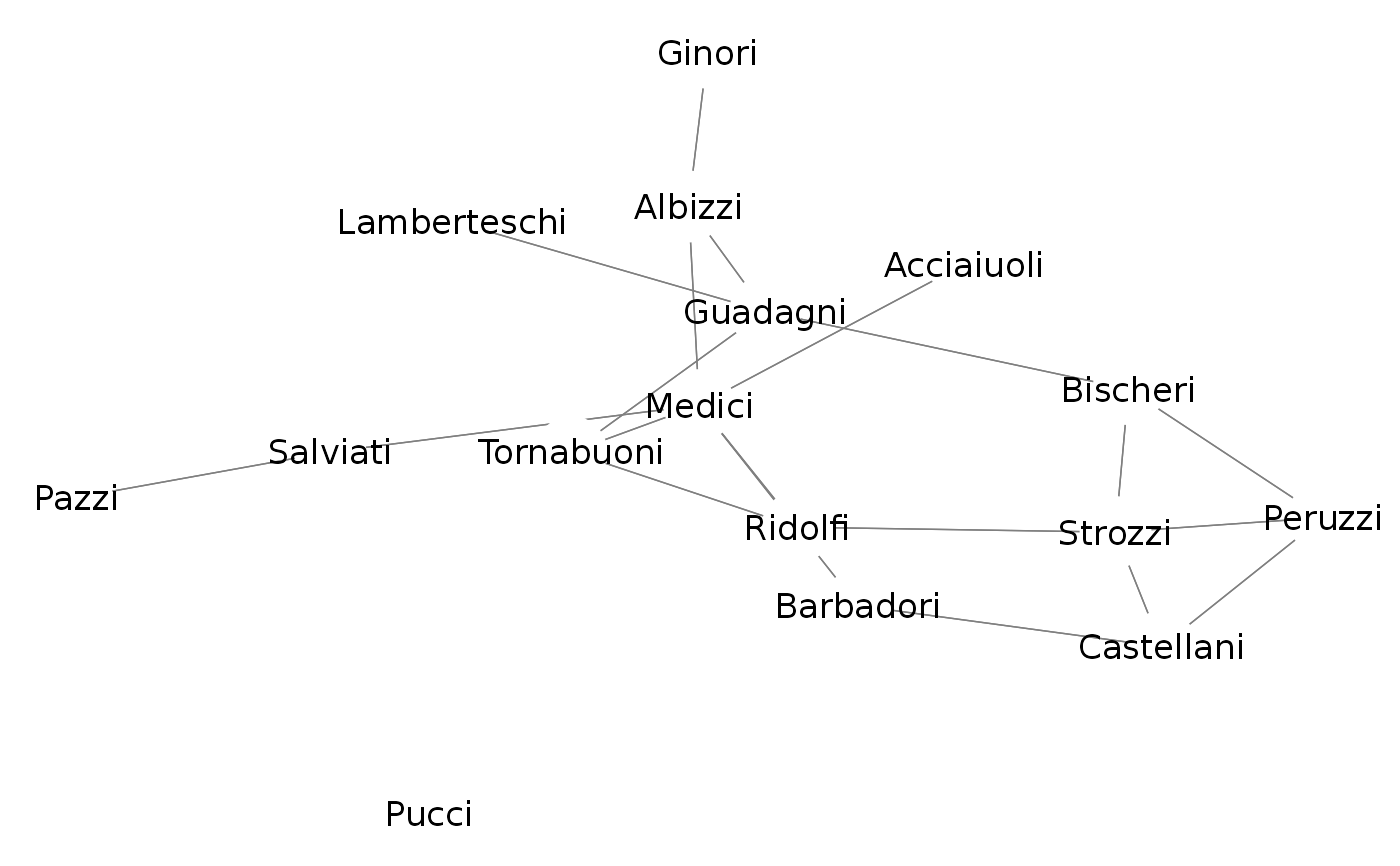 Ginori
Albizzi
Lamberteschi
Acciaiuoli
Guadagni
Bischeri
Medici
Salviati
Tornabuoni
Pazzi
Peruzzi
Ridolfi
Strozzi
Barbadori
Castellani
Pucci